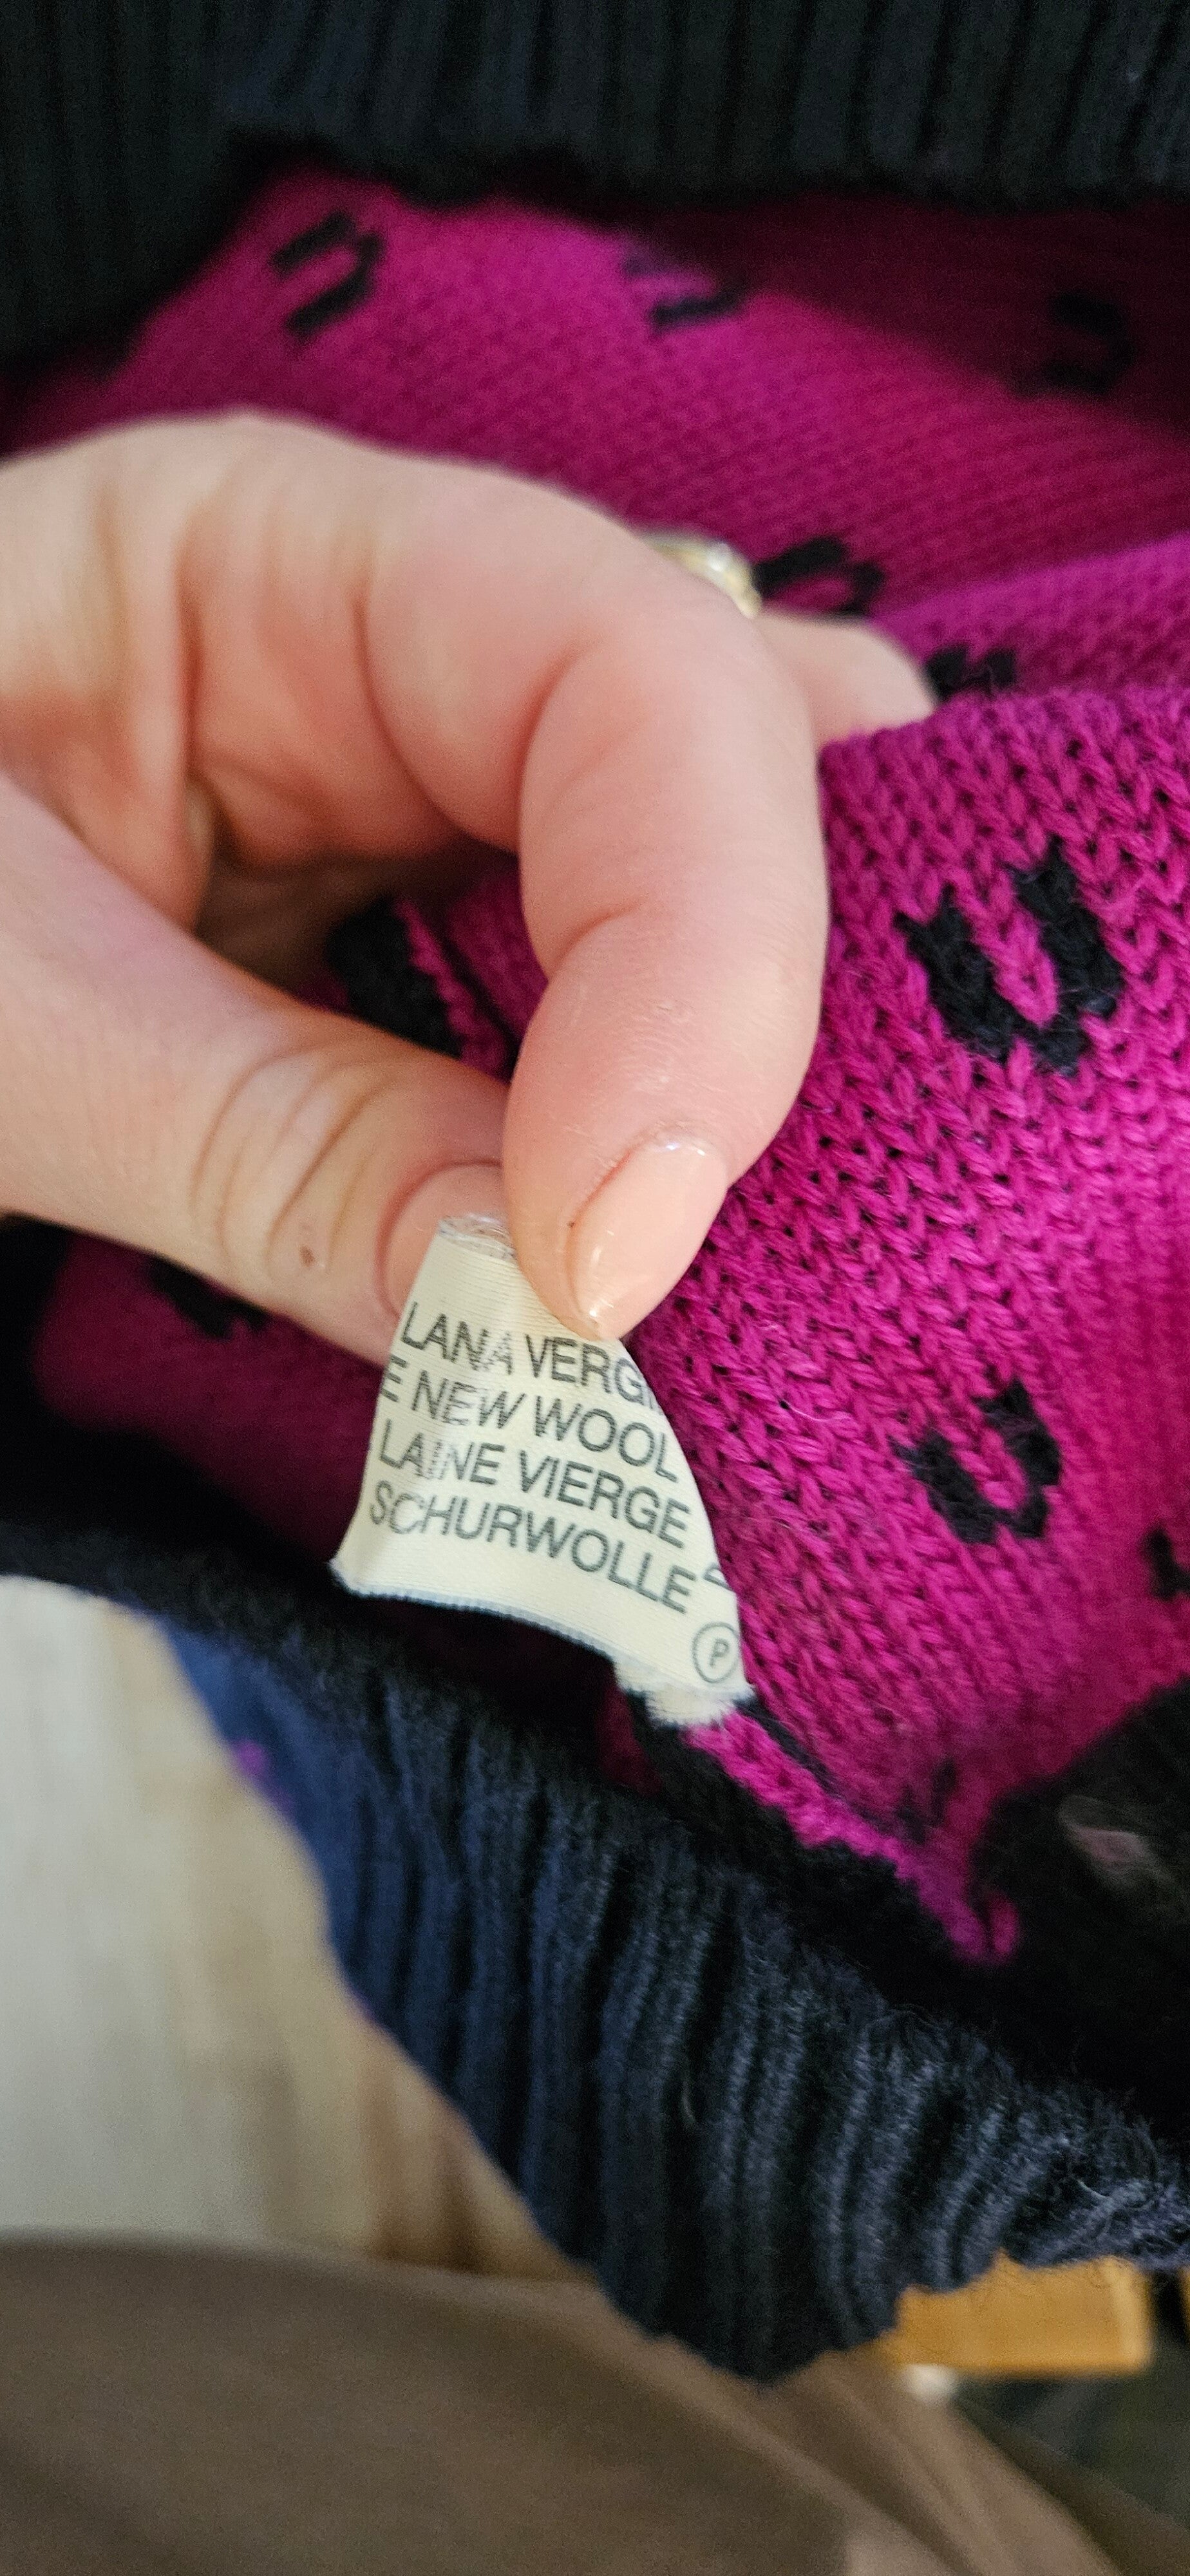 LANA VERGI
E NEW WOOL
LAINE VIERGE
SCHURWOLLE
P